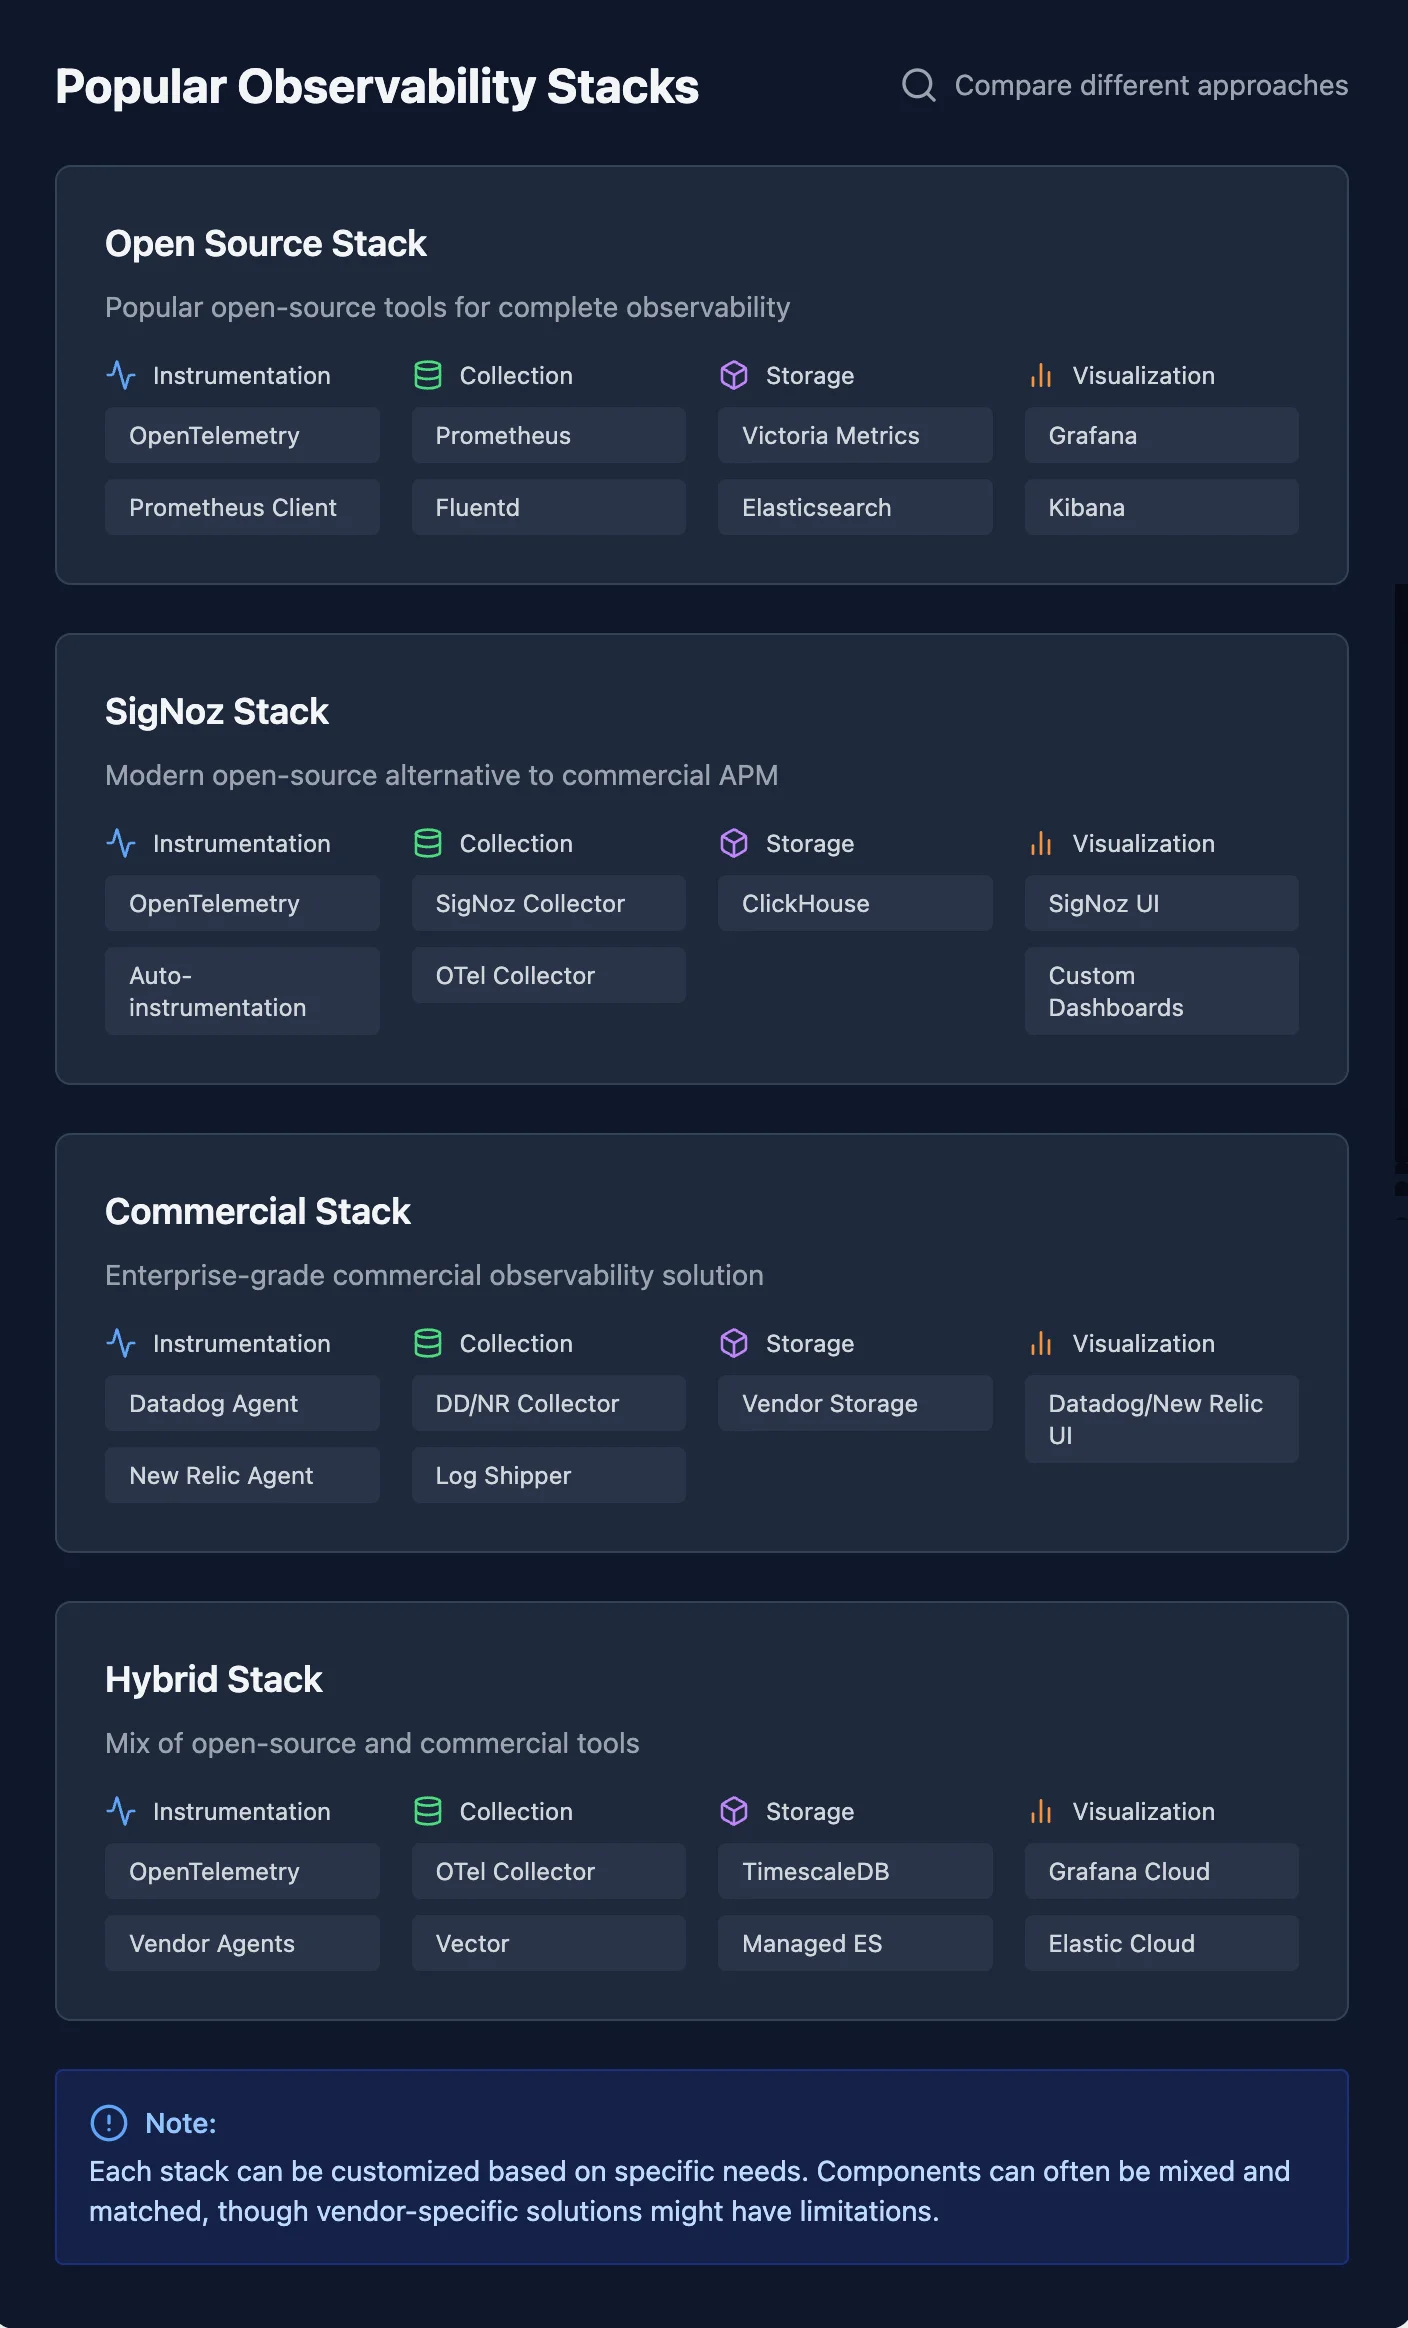 Popular Observability Stacks
Compare different approaches
Open Source Stack
Popular open-source tools for complete observability
Instrumentation
OpenTelemetry
Prometheus Client
Collection
Prometheus
Fluentd
Storage
Victoria Metrics
Elasticsearch
Visualization
Grafana
Kibana
SigNoz Stack
Modern open-source alternative to commercial APM
Instrumentation
OpenTelemetry
Auto-
instrumentation
Collection
SigNoz Collector
OTel Collector
Storage
ClickHouse
Visualization
SigNoz UI
Custom
Dashboards
Commercial Stack
Enterprise-grade commercial observability solution
Instrumentation
Datadog Agent
New Relic Agent
Collection
DD/NR Collector
Log Shipper
Storage
Vendor Storage
Visualization
Datadog/New Relic
UI
Hybrid Stack
Mix of open-source and commercial tools
Instrumentation
OpenTelemetry
Vendor Agents
Collection
OTel Collector
Vector
Storage
TimescaleDB
Managed ES
Visualization
Grafana Cloud
Elastic Cloud
Note:
Each stack can be customized based on specific needs. Components can often be mixed and
matched, though vendor-specific solutions might have limitations.